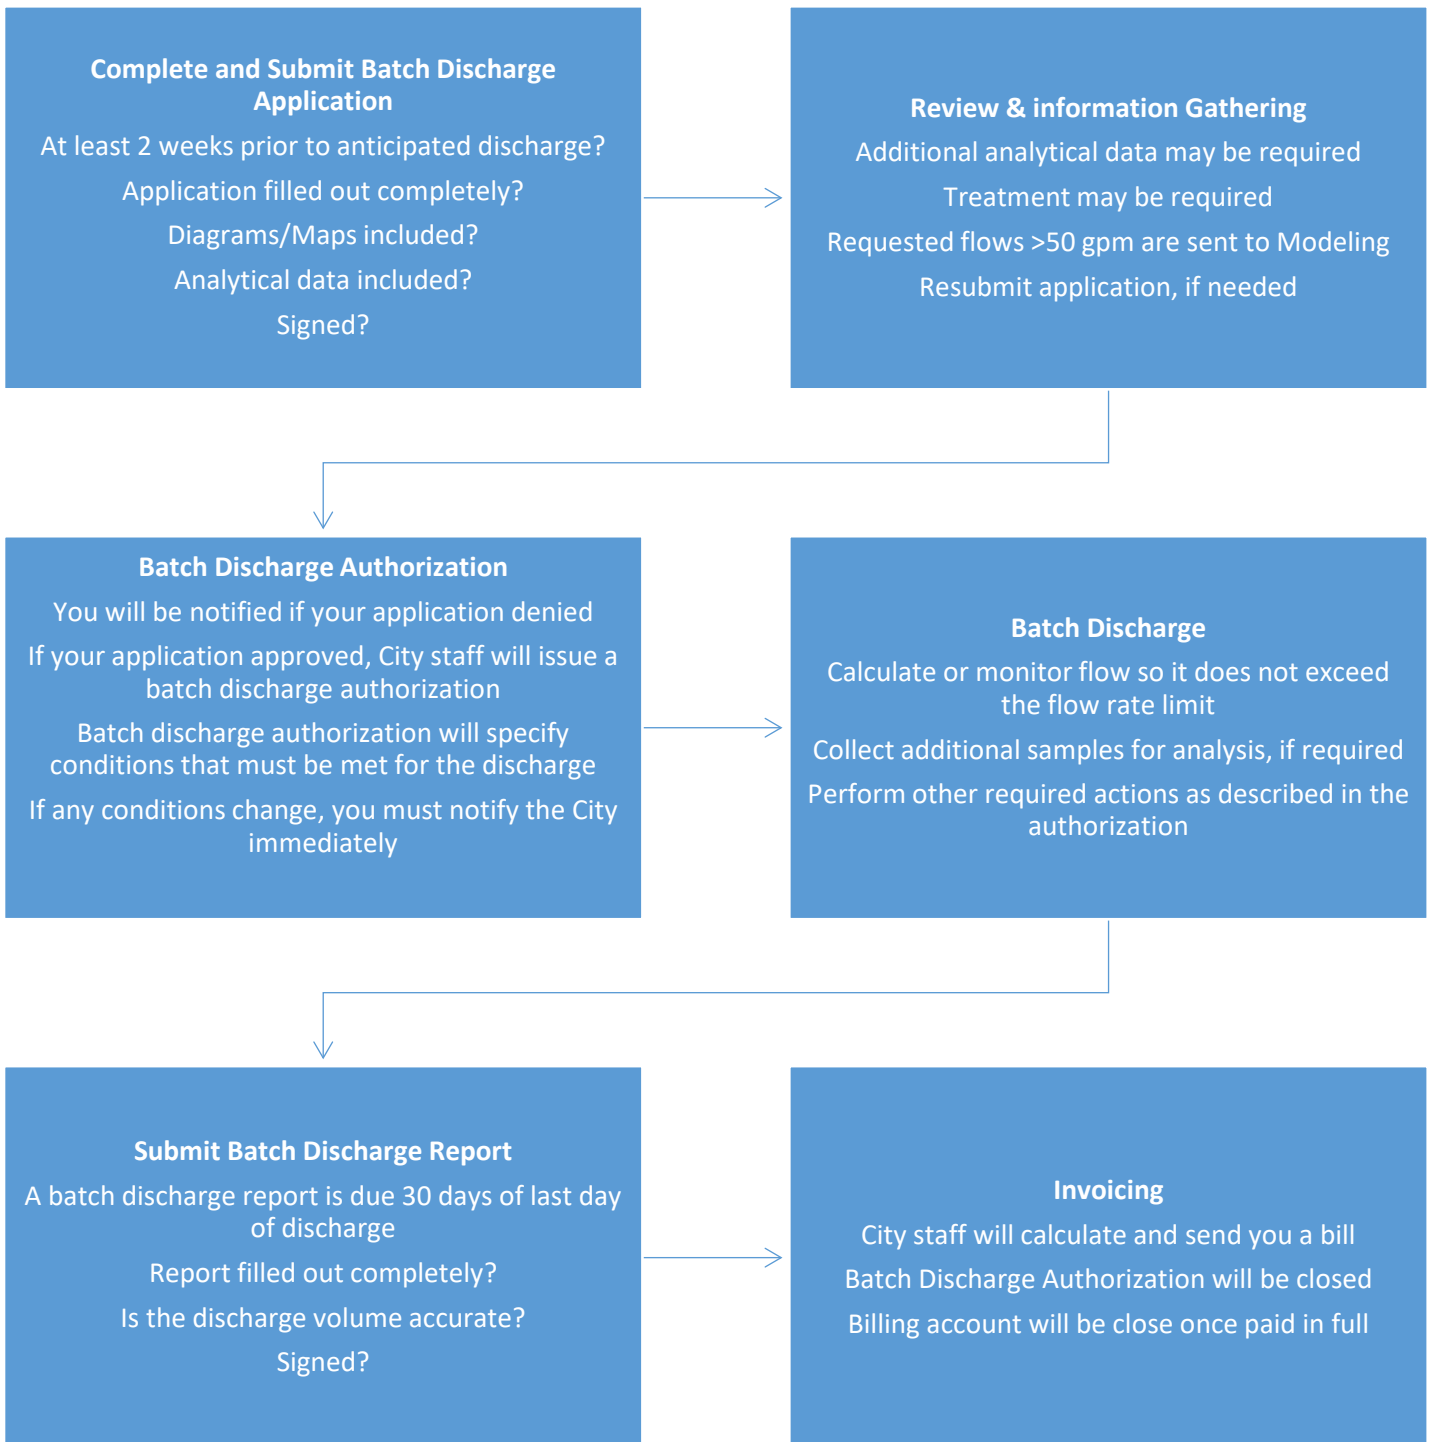 Complete and Submit Batch Discharge
Application
At least 2 weeks prior to anticipated discharge?
Application filled out completely?
Diagrams/Maps included?
Analytical data included?
Signed?
Review & information Gathering
Additional analytical data may be required
Treatment may be required
Requested flows >50 gpm are sent to Modeling
Resubmit application, if needed
Batch Discharge Authorization
You will be notified if your application denied
If your application approved, City staff will issue a
batch discharge authorization
Batch discharge authorization will specify
conditions that must be met for the discharge
If any conditions change, you must notify the City
immediately
Batch Discharge
Calculate or monitor flow so it does not exceed
the flow rate limit
Collect additional samples for analysis, if required
Perform other required actions as described in the
authorization
Submit Batch Discharge Report
A batch discharge report is due 30 days of last day
of discharge
Report filled out completely?
Is the discharge volume accurate?
Signed?
Invoicing
City staff will calculate and send you a bill
Batch Discharge Authorization will be closed
Billing account will be close once paid in full